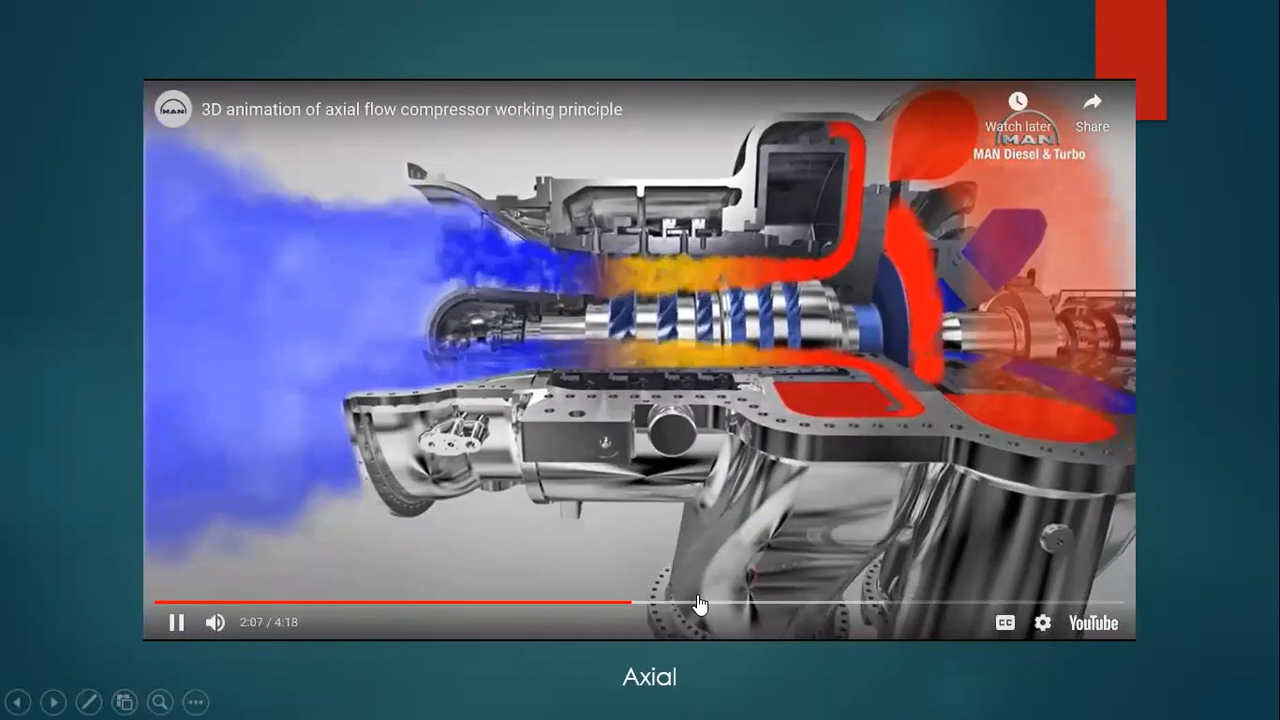 MAN
3D animation of axial flow compressor working principle
Watch later
Share
MAN
MAN Diesel & Turbo
2:07 / 4:18
CC
YouTube
Axial